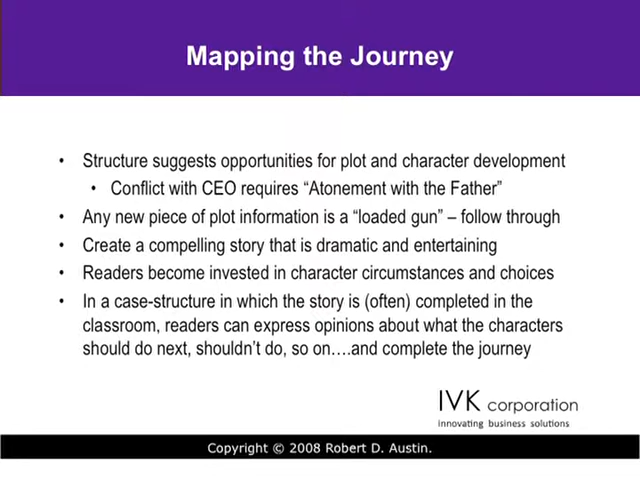 Mapping the Journey
• Structure suggests opportunities for plot and character development
• Conflict with CEO requires “Atonement with the Father”
• Any new piece of plot information is a “loaded gun” – follow through
• Create a compelling story that is dramatic and entertaining
• Readers become invested in character circumstances and choices
• In a case-structure in which the story is (often) completed in the
classroom, readers can express opinions about what the characters
should do next, shouldn’t do, so on….and complete the journey
IVK corporation
innovating business solutions
Copyright © 2008 Robert D. Austin.